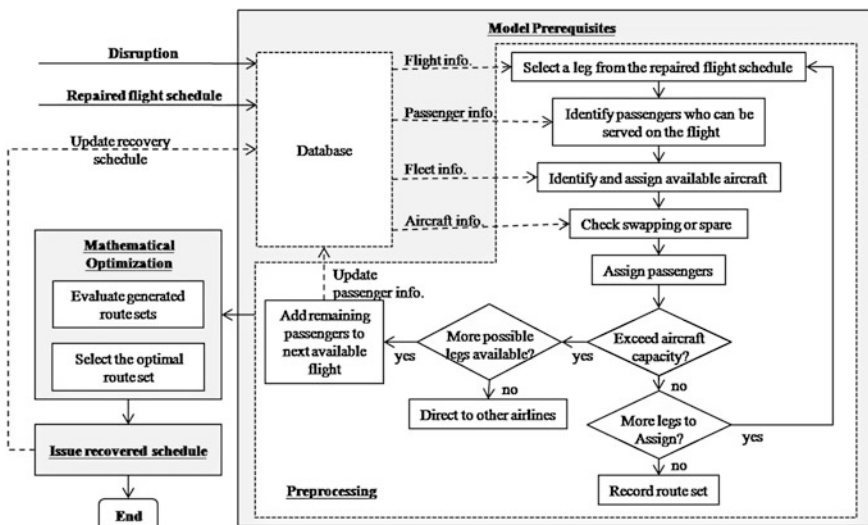 Model Prerequisites
Disruption
Repaired flight schedule
Update recovery
schedule
Database
Flight info.
Passenger info.
Fleet info.
Aircraft info.
Select a leg from the repaired flight schedule
Identify passengers who can be
served on the flight
Identify and assign available aircraft
Check swapping or spare
Assign passengers
Exceed aircraft
capacity?
yes
no
More possible
legs available?
yes
no
Direct to other airlines
Update
passenger info.
Add remaining
passengers to
next available
flight
More legs to
Assign?
yes
no
Record route set
Preprocessing
Mathematical
Optimization
Evaluate generated
route sets
Select the optimal
route set
Issue recovered schedule
End